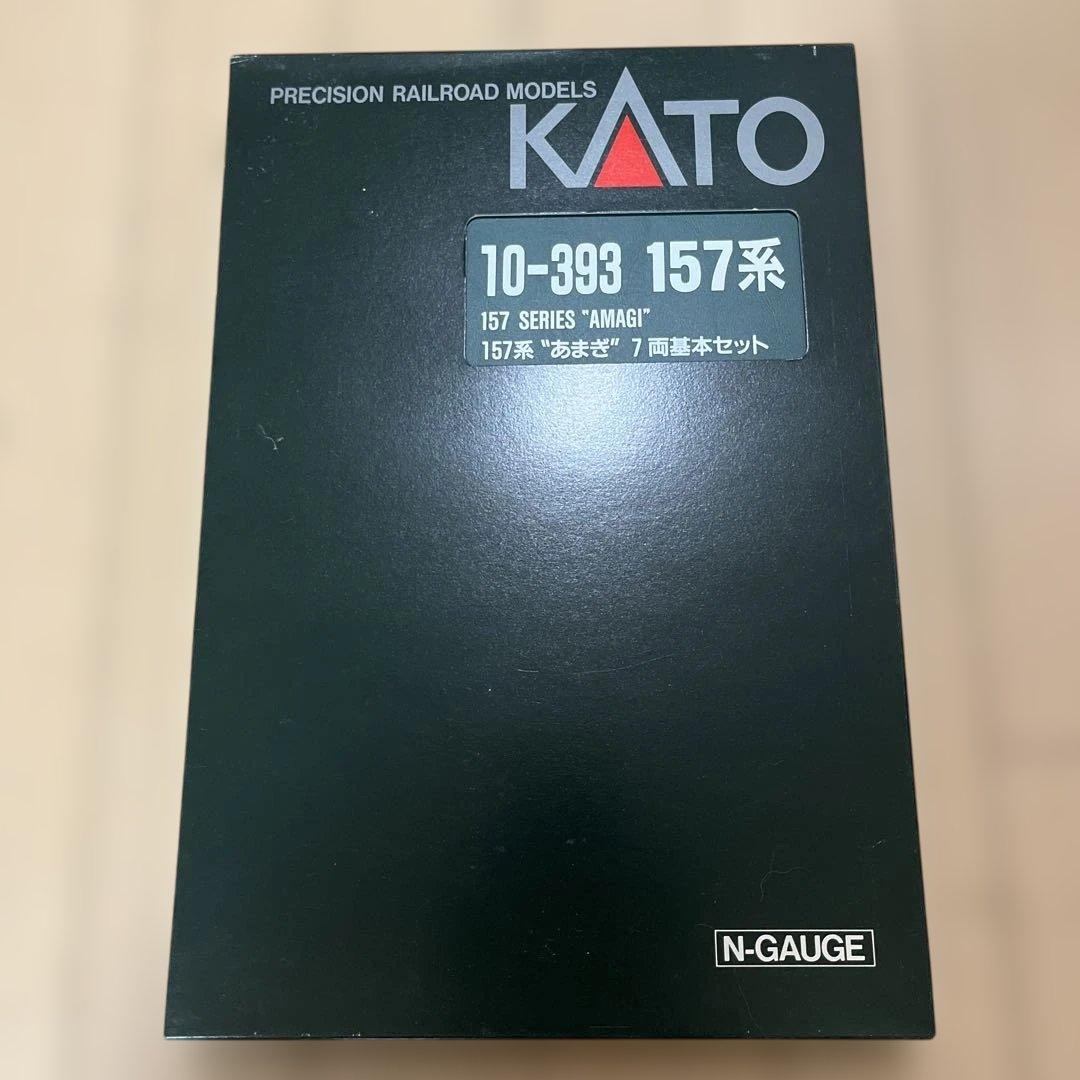 PRECISION RAILROAD MODELS
KATO
10-393 157系
157 SERIES "AMAGI"
157系 "あまぎ" 7両基本セット
N-GAUGE